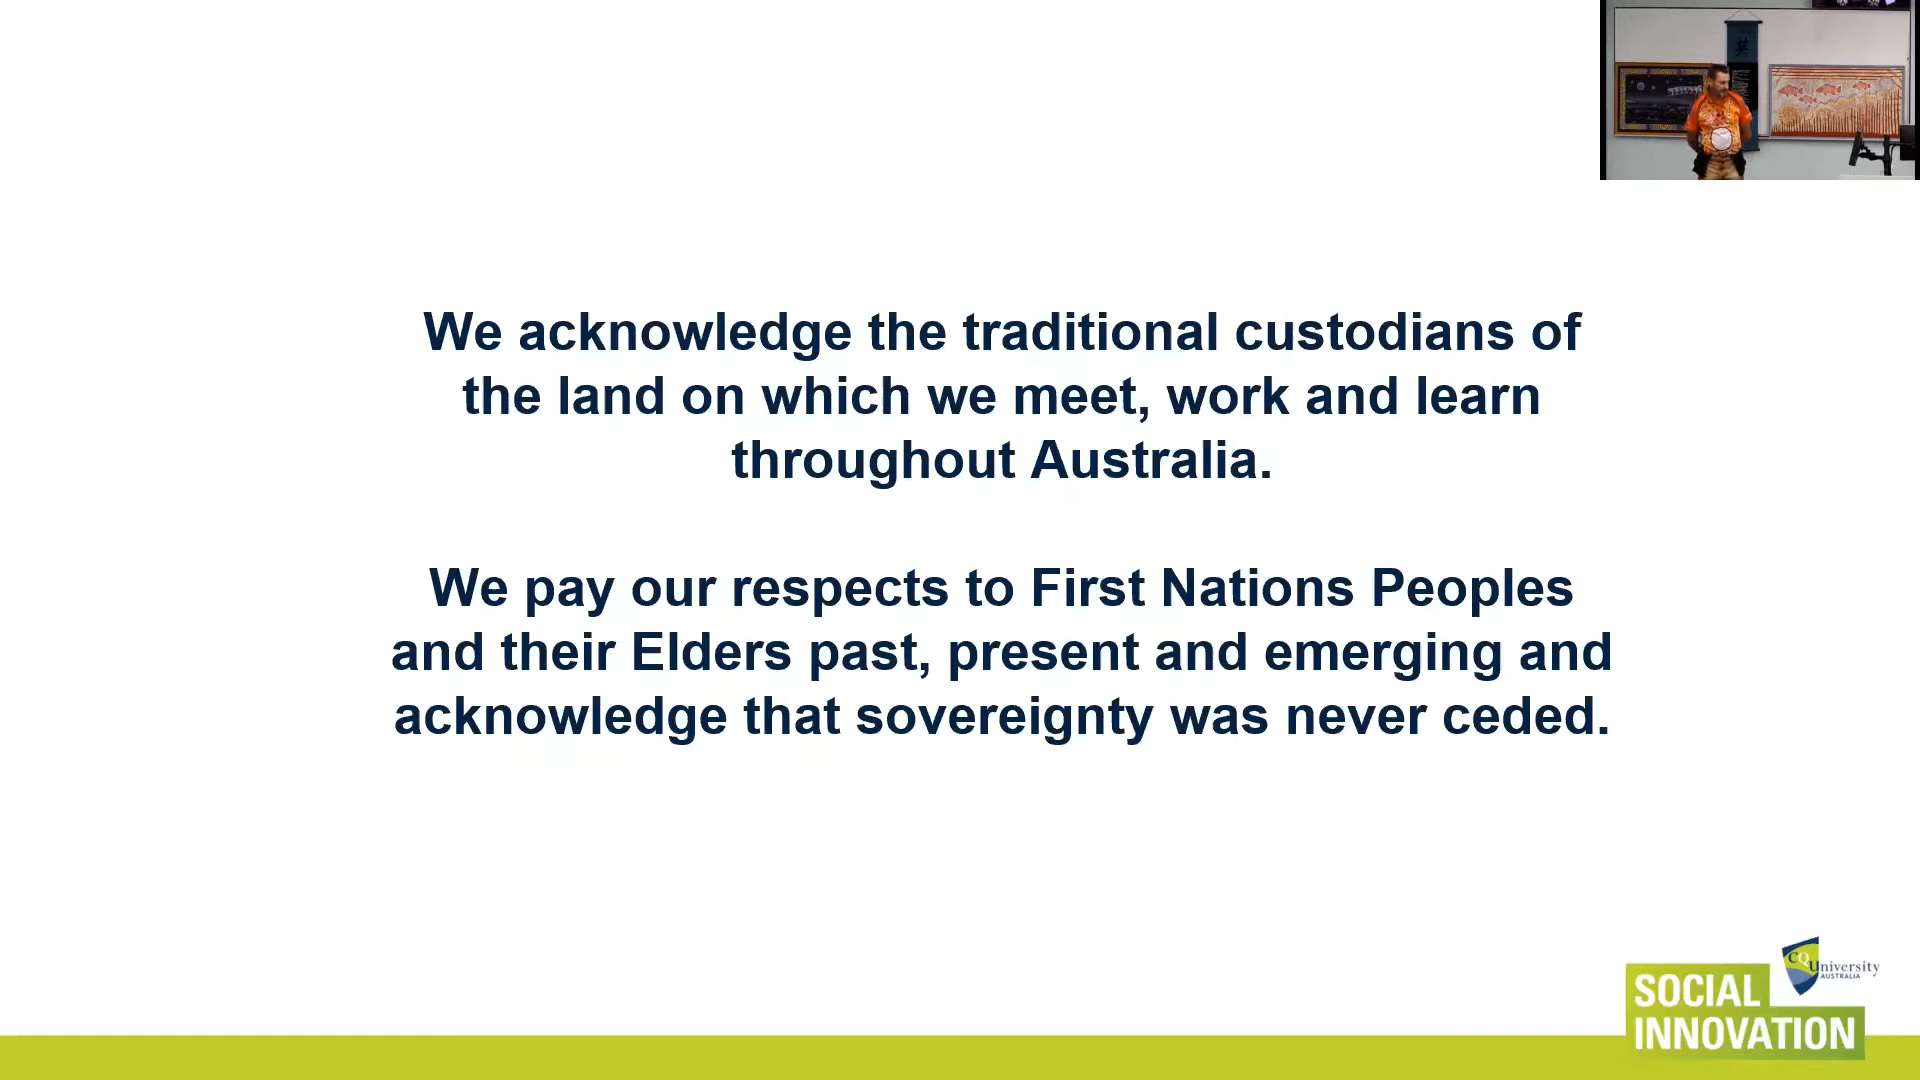 We acknowledge the traditional custodians of
the land on which we meet, work and learn
throughout Australia.
We pay our respects to First Nations Peoples
and their Elders past, present and emerging and
acknowledge that sovereignty was never ceded.
CQUniversity
AUSTRALIA
SOCIAL
INNOVATION